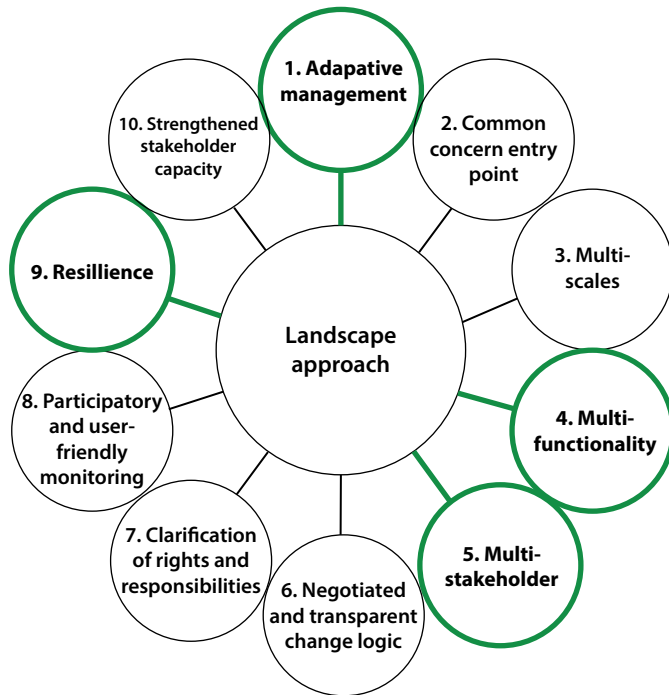 1. Adapative
management
2. Common
concern entry
point
3. Multi-
scales
4. Multi-
functionality
5. Multi-
stakeholder
6. Negotiated
and transparent
change logic
7. Clarification
of rights and
responsibilities
8. Participatory
and user-
friendly
monitoring
9. Resillience
10. Strengthened
stakeholder
capacity
Landscape
approach